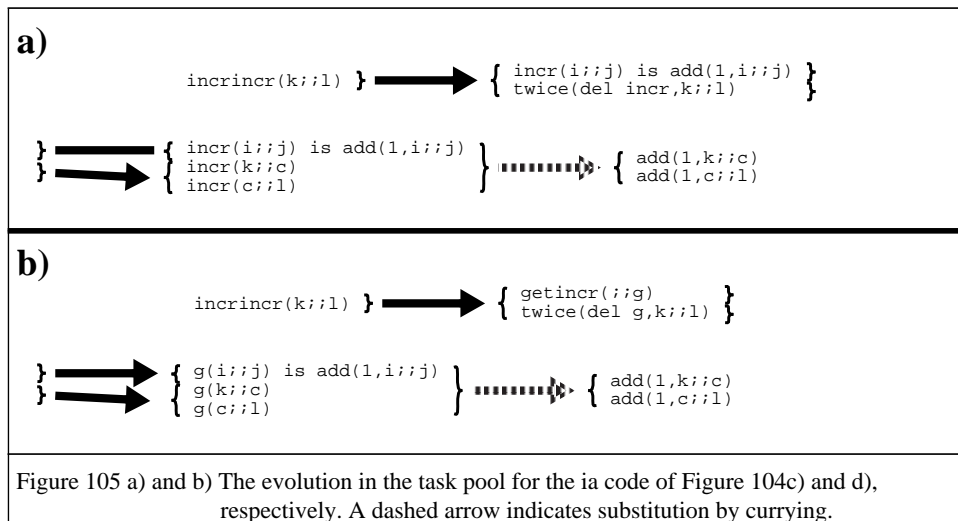 a)
incrincr(k;;l) } { incr(i;;j) is add(1,i;;j) }
twice(del incr,k;;l) }
} { incr(i;;j) is add(1,i;;j)
} { incr(k;;c) } { add(1,k;;c)
incr(c;;l) add(1,c;;l)
b)
incrincr(k;;l) } { getincr(;;g) }
twice(del g,k;;l) }
} { g(i;;j) is add(1,i;;j)
} { g(k;;c) } { add(1,k;;c)
g(c;;l) add(1,c;;l)
Figure 105 a) and b) The evolution in the task pool for the ia code of Figure 104c) and d),
respectively. A dashed arrow indicates substitution by currying.